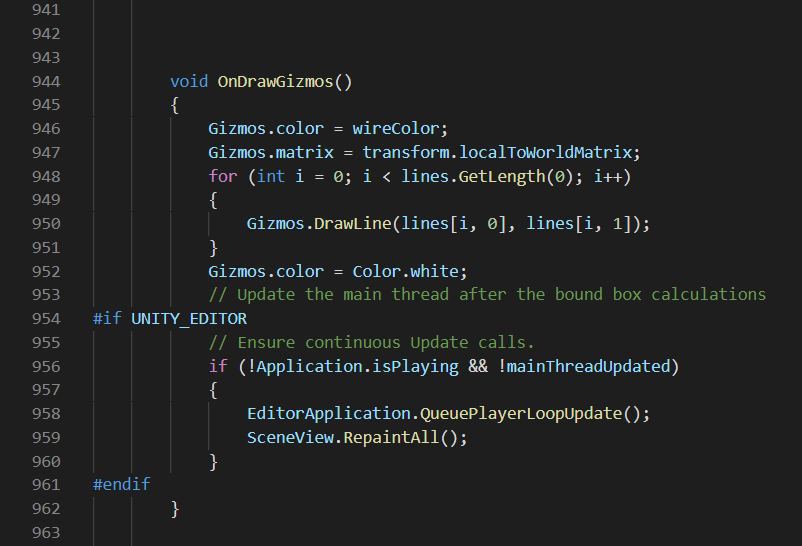 941
942
943
944 void OnDrawGizmos()
945 {
946 Gizmos.color = wireColor;
947 Gizmos.matrix = transform.localToWorldMatrix;
948 for (int i = 0; i < lines.GetLength(0); i++)
949 {
950 Gizmos.DrawLine(lines[i, 0], lines[i, 1]);
951 }
952 Gizmos.color = Color.white;
953 // Update the main thread after the bound box calculations
954 #if UNITY_EDITOR
955 // Ensure continuous Update calls.
956 if (!Application.isPlaying && !mainThreadUpdated)
957 {
958 EditorApplication.QueuePlayerLoopUpdate();
959 SceneView.RepaintAll();
960 }
961 #endif
962 }
963